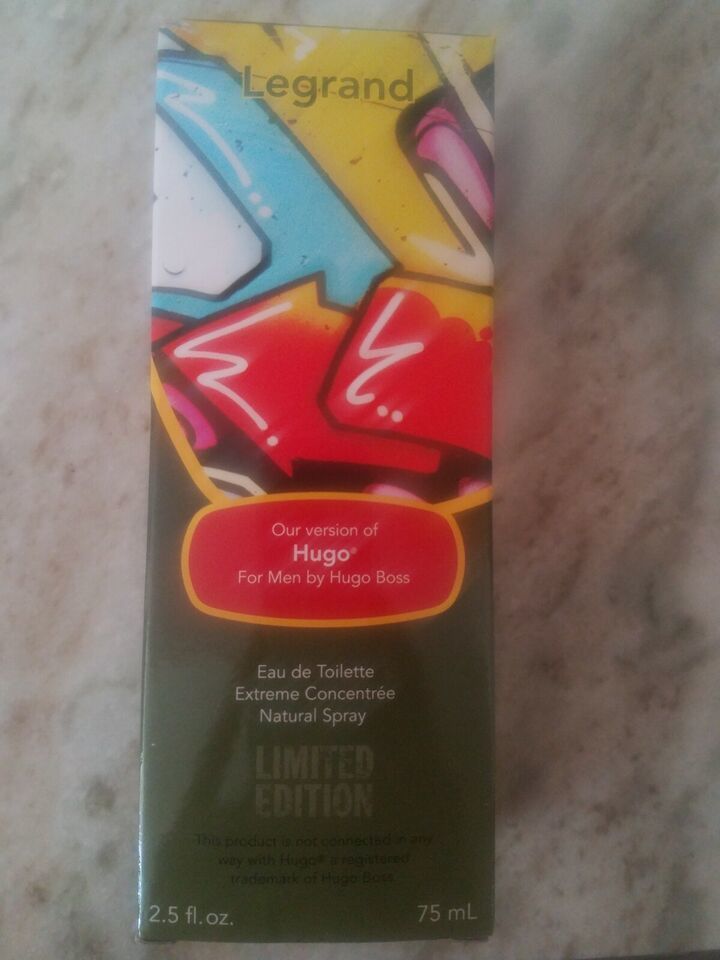 Legrand
Our version of
Hugo®
For Men by Hugo Boss
Eau de Toilette
Extreme Concentrée
Natural Spray
LIMITED
EDITION
This product is not connected in any
way with Hugo® a registered
trademark of Hugo Boss.
2.5 fl.oz. 75 mL